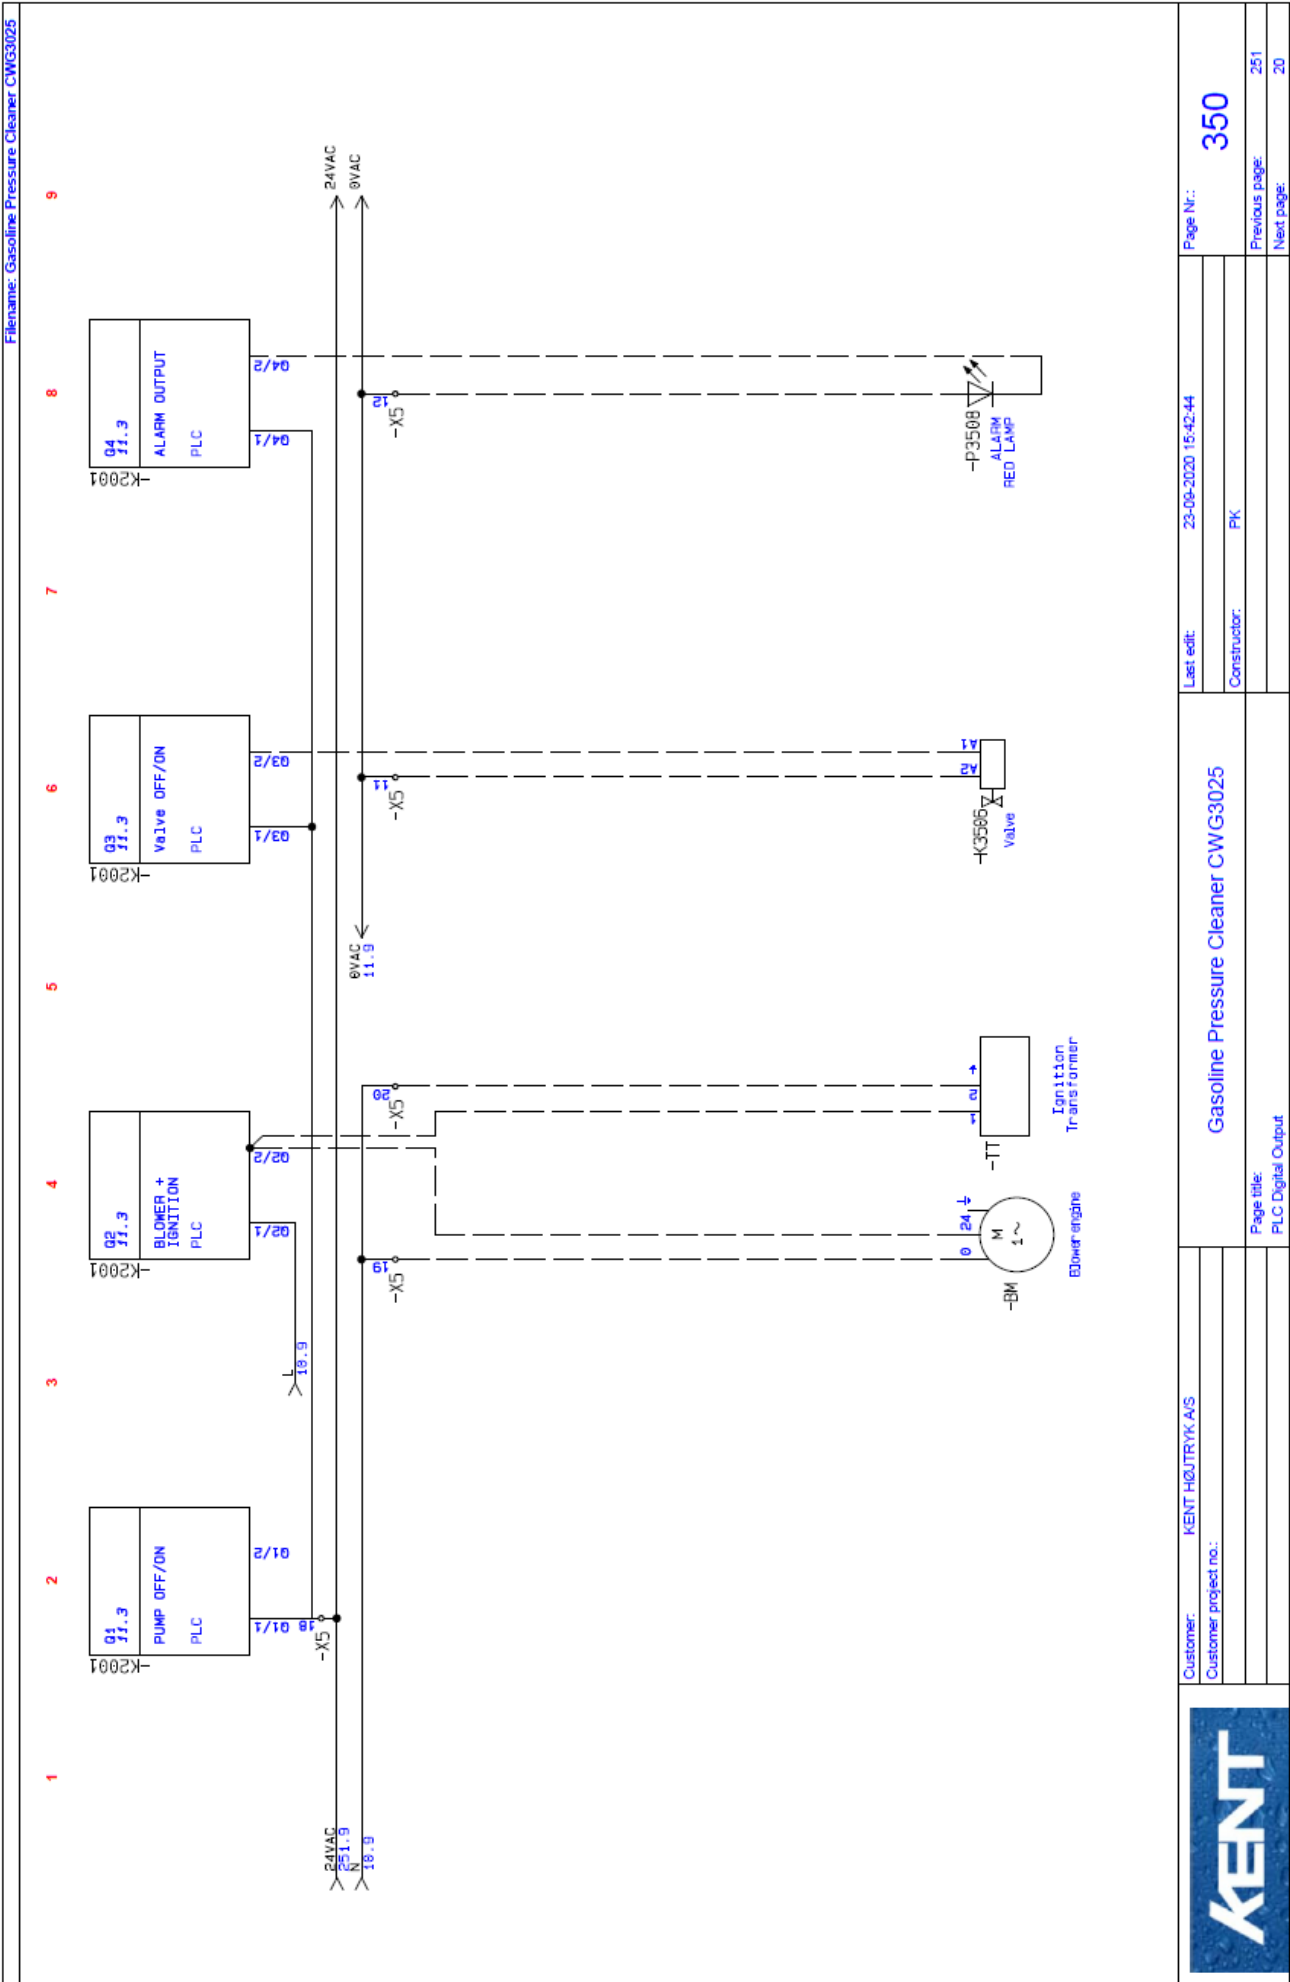 Filename: Gasoline Pressure Cleaner CWG3025
1 2 3 4 5 6 7 8 9
-K2001
Q1
11.3
PUMP OFF/ON
PLC
Q1/1
Q1/2
18
-X5
-K2001
Q2
11.3
BLOWER +
IGNITION
PLC
Q2/1
Q2/2
-K2001
Q3
11.3
Valve OFF/ON
PLC
Q3/1
Q3/2
-K2001
Q4
11.3
ALARM OUTPUT
PLC
Q4/1
Q4/2
L
10.9
24VAC
251.9
N
10.9
0VAC
11.9
24VAC
0VAC
19
-X5
20
-X5
11
-X5
12
-X5
-BM
0
24
M
1~
Blower engine
-TT
1
2
Ignition
Transformer
-K3506
A2
A1
Valve
-P3508
ALARM
RED LAMP
KENT
Customer: KENT HØJTRYK A/S
Customer project no.:
Gasoline Pressure Cleaner CWG3025
Page title:
PLC Digital Output
Last edit: 23-09-2020 15:42:44
Constructor: PK
Page Nr.:
350
Previous page: 251
Next page: 20